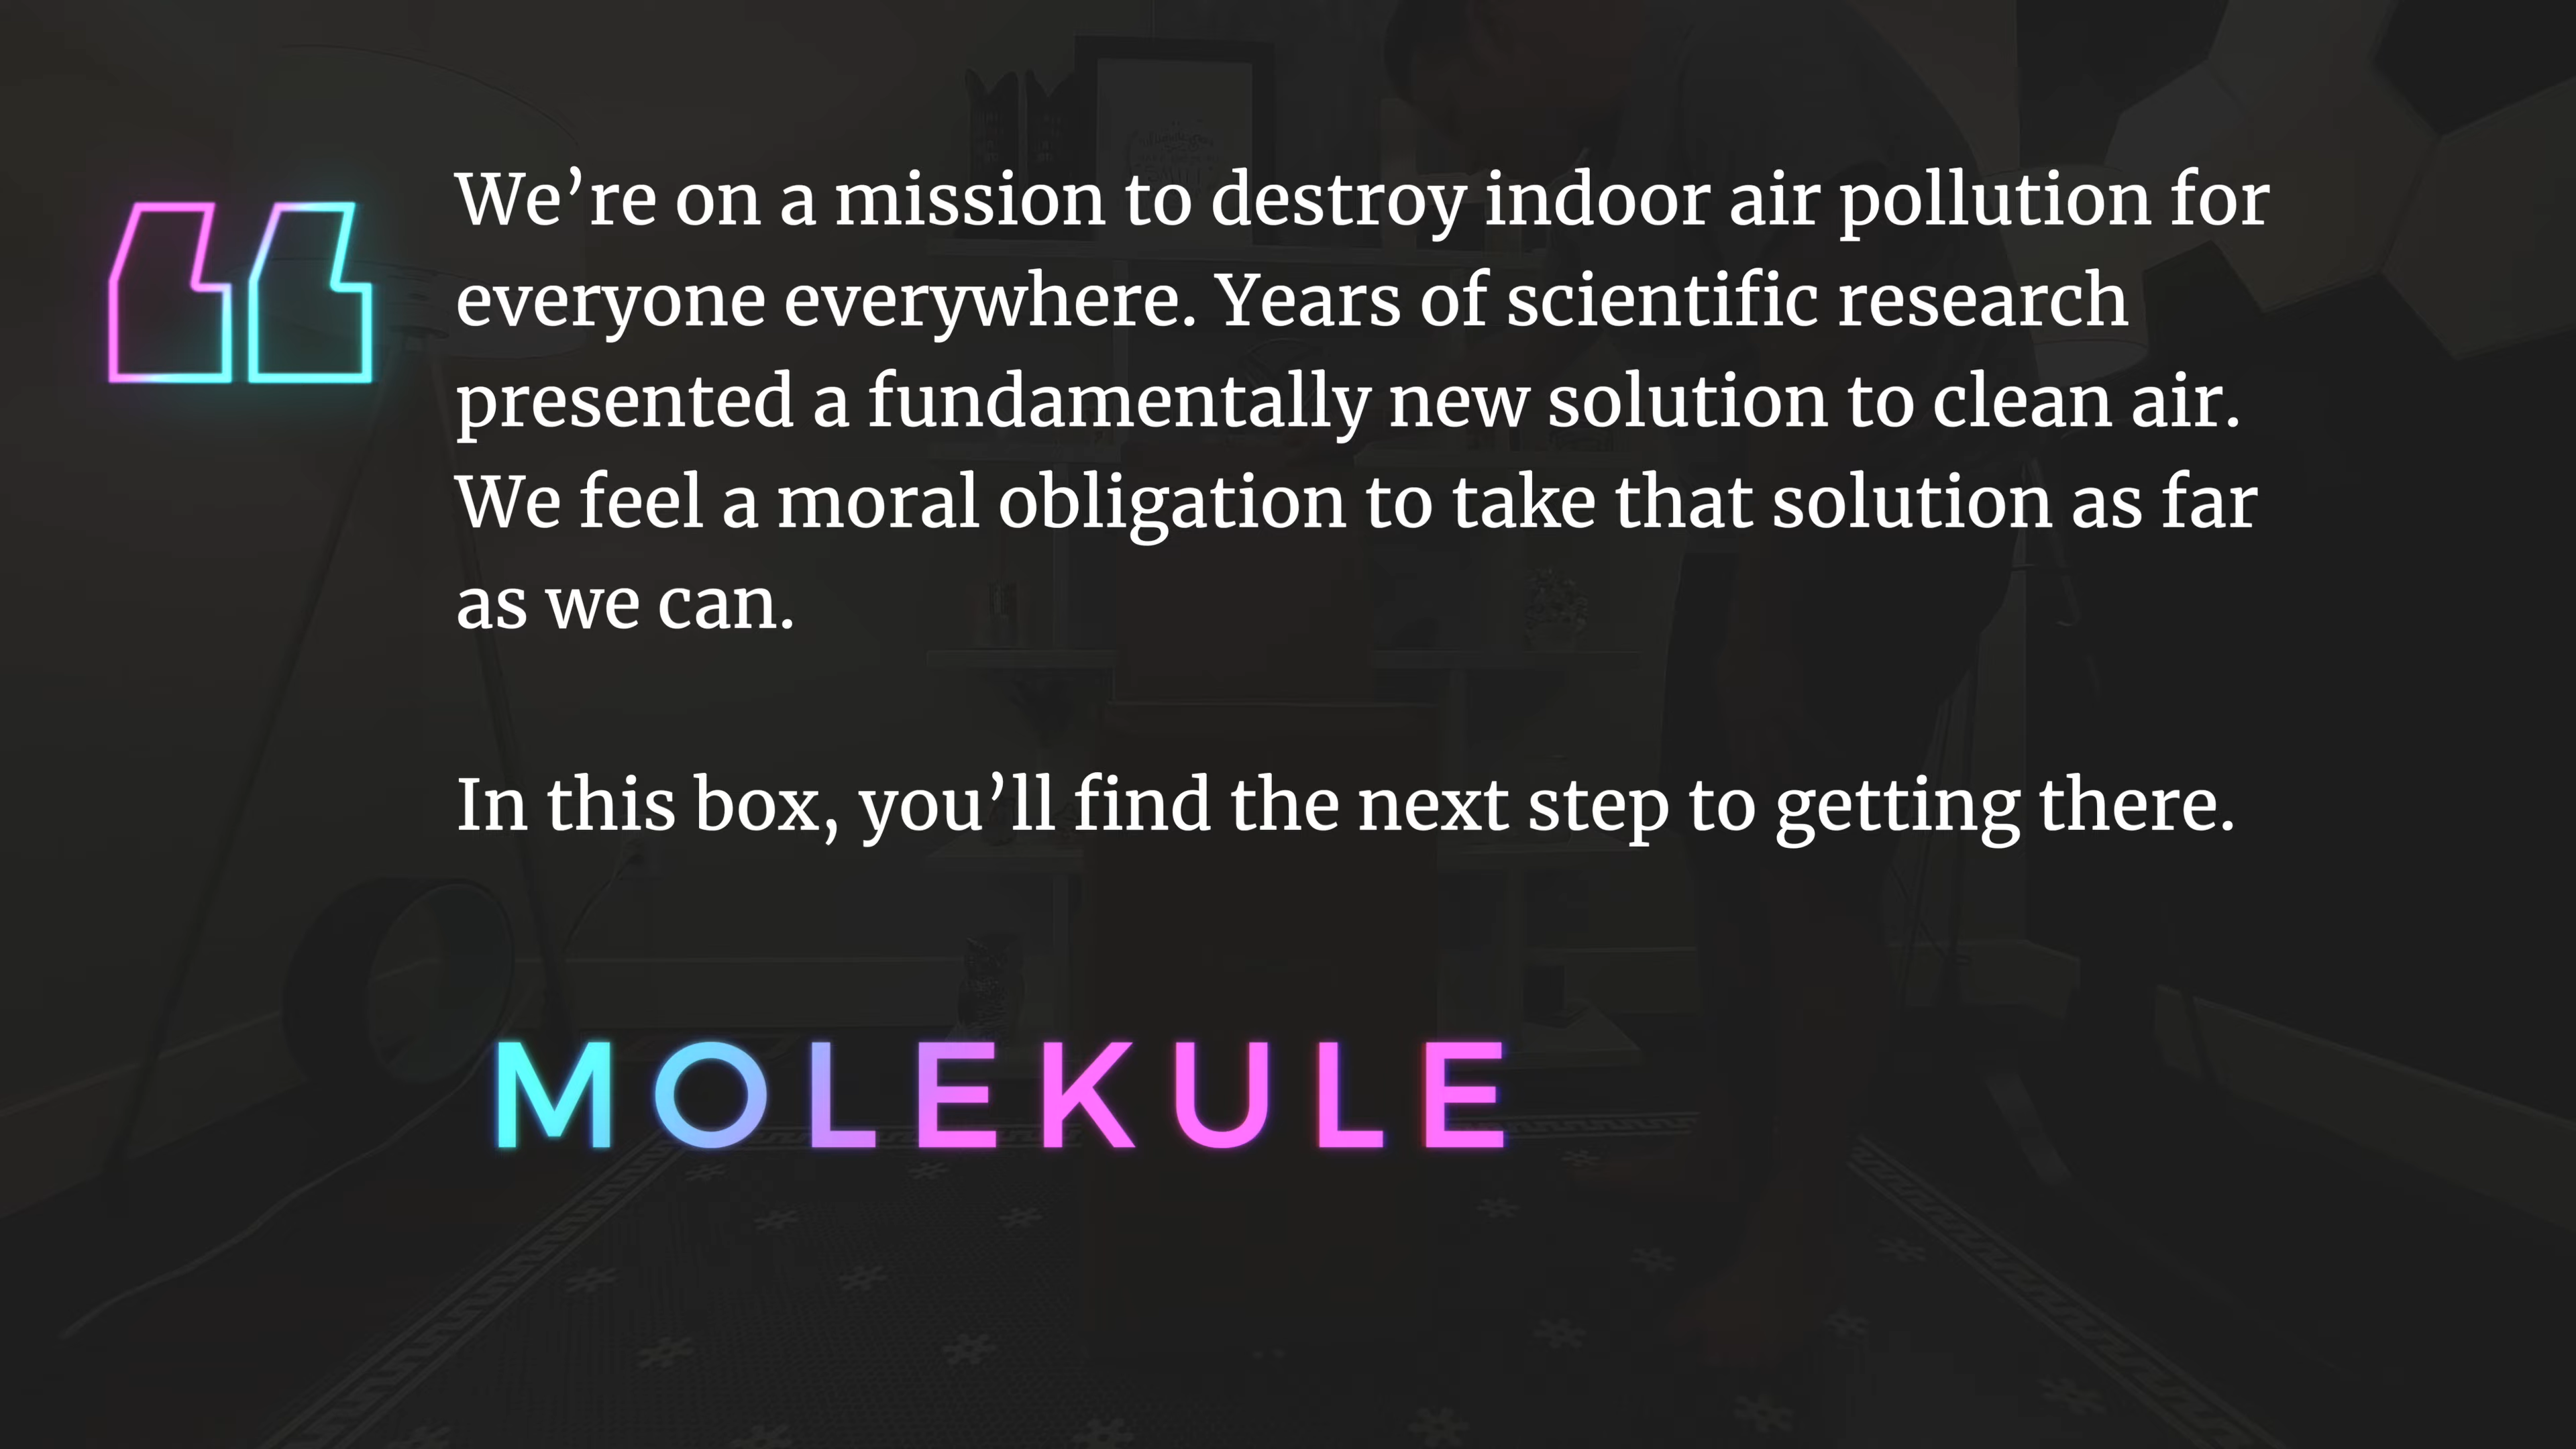 We’re on a mission to destroy indoor air pollution for
everyone everywhere. Years of scientific research
presented a fundamentally new solution to clean air.
We feel a moral obligation to take that solution as far
as we can.
In this box, you’ll find the next step to getting there.
MOLEKULE